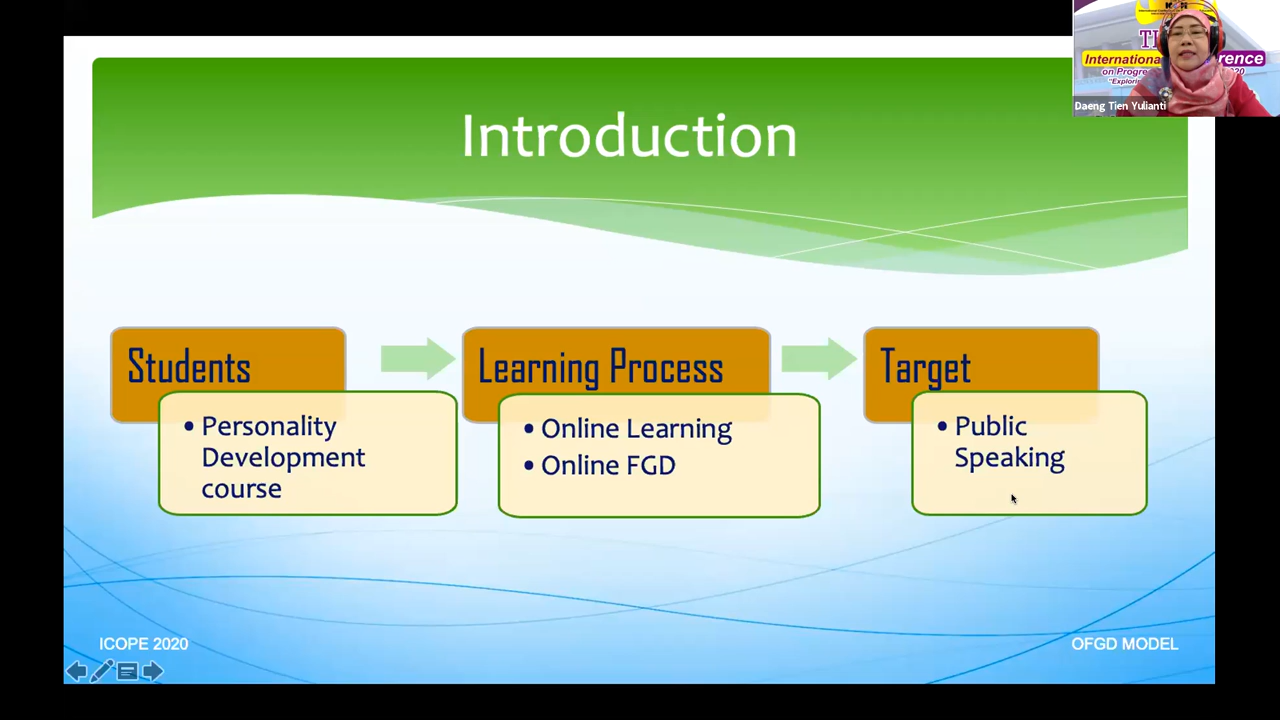 Internationa
rence
on Progre
Daeng Tien Yulianti
Introduction
Students
Learning Process
Target
• Personality
Development
course
• Online Learning
• Online FGD
• Public
Speaking
ICOPE 2020
OFGD MODEL